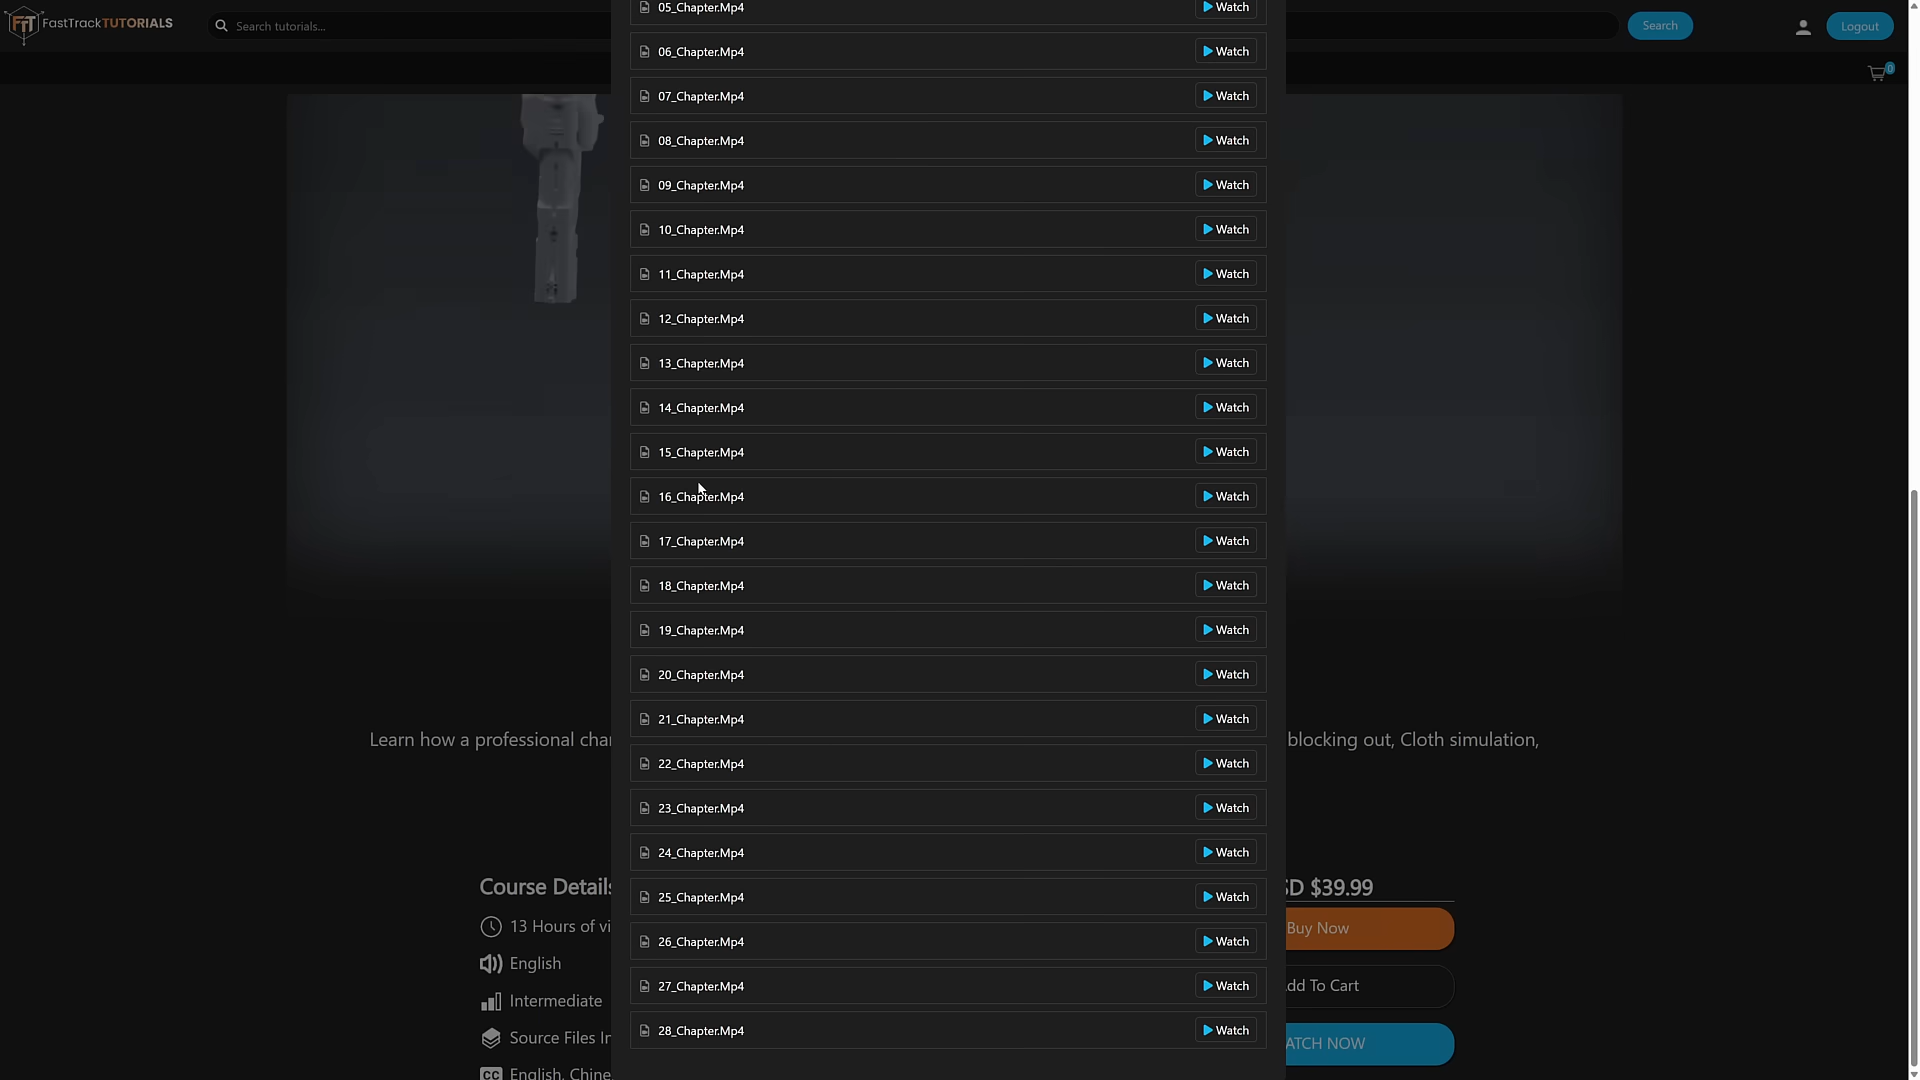 05_Chapter.Mp4 Watch
FastTrackTUTORIALS Search tutorials... Search Logout
06_Chapter.Mp4 Watch
0
07_Chapter.Mp4 Watch
08_Chapter.Mp4 Watch
09_Chapter.Mp4 Watch
10_Chapter.Mp4 Watch
11_Chapter.Mp4 Watch
12_Chapter.Mp4 Watch
13_Chapter.Mp4 Watch
14_Chapter.Mp4 Watch
15_Chapter.Mp4 Watch
16_Chapter.Mp4 Watch
17_Chapter.Mp4 Watch
18_Chapter.Mp4 Watch
19_Chapter.Mp4 Watch
20_Chapter.Mp4 Watch
21_Chapter.Mp4 Watch
Learn how a professional cha blocking out, Cloth simulation,
22_Chapter.Mp4 Watch
23_Chapter.Mp4 Watch
24_Chapter.Mp4 Watch
Course Details D $39.99
25_Chapter.Mp4 Watch
13 Hours of vi Buy Now
26_Chapter.Mp4 Watch
English
27_Chapter.Mp4 Watch
Intermediate dd To Cart
28_Chapter.Mp4 Watch
Source Files In ATCH NOW
CC English, Chine